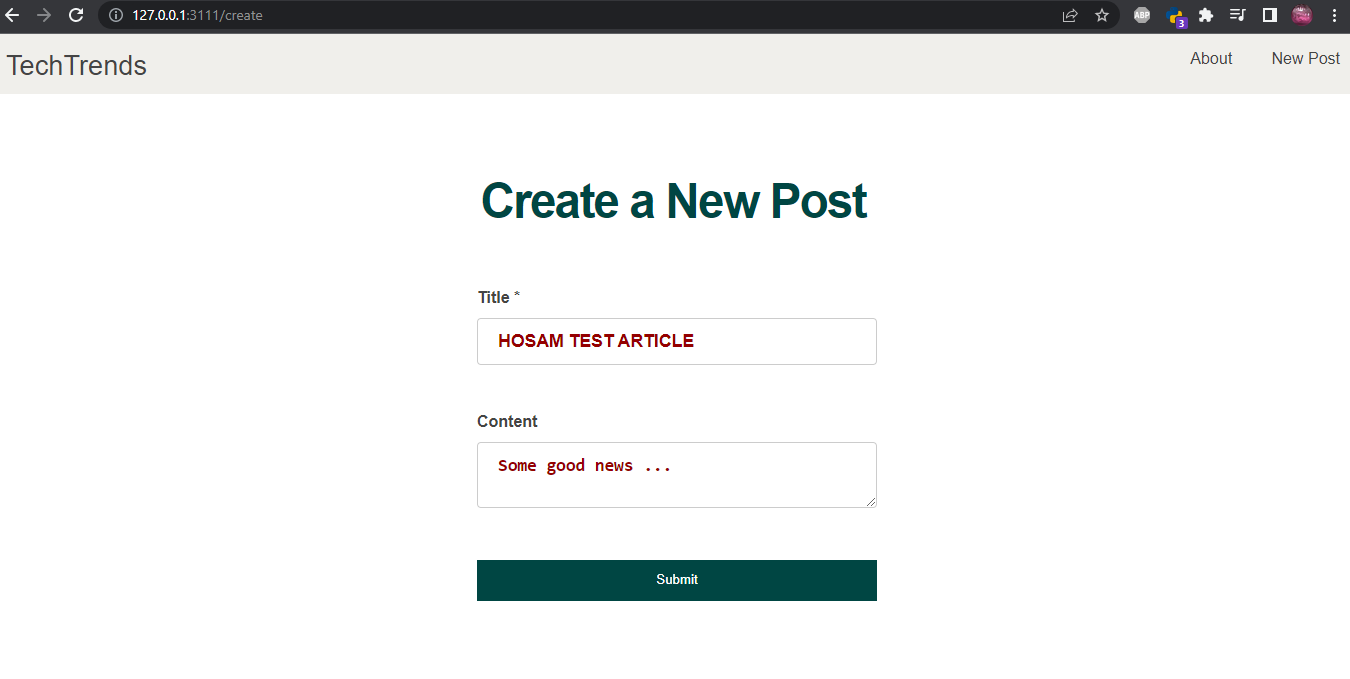 127.0.0.1:3111/create
ABP
3
TechTrends
About
New Post
Create a New Post
Title *
HOSAM TEST ARTICLE
Content
Some good news ...
Submit